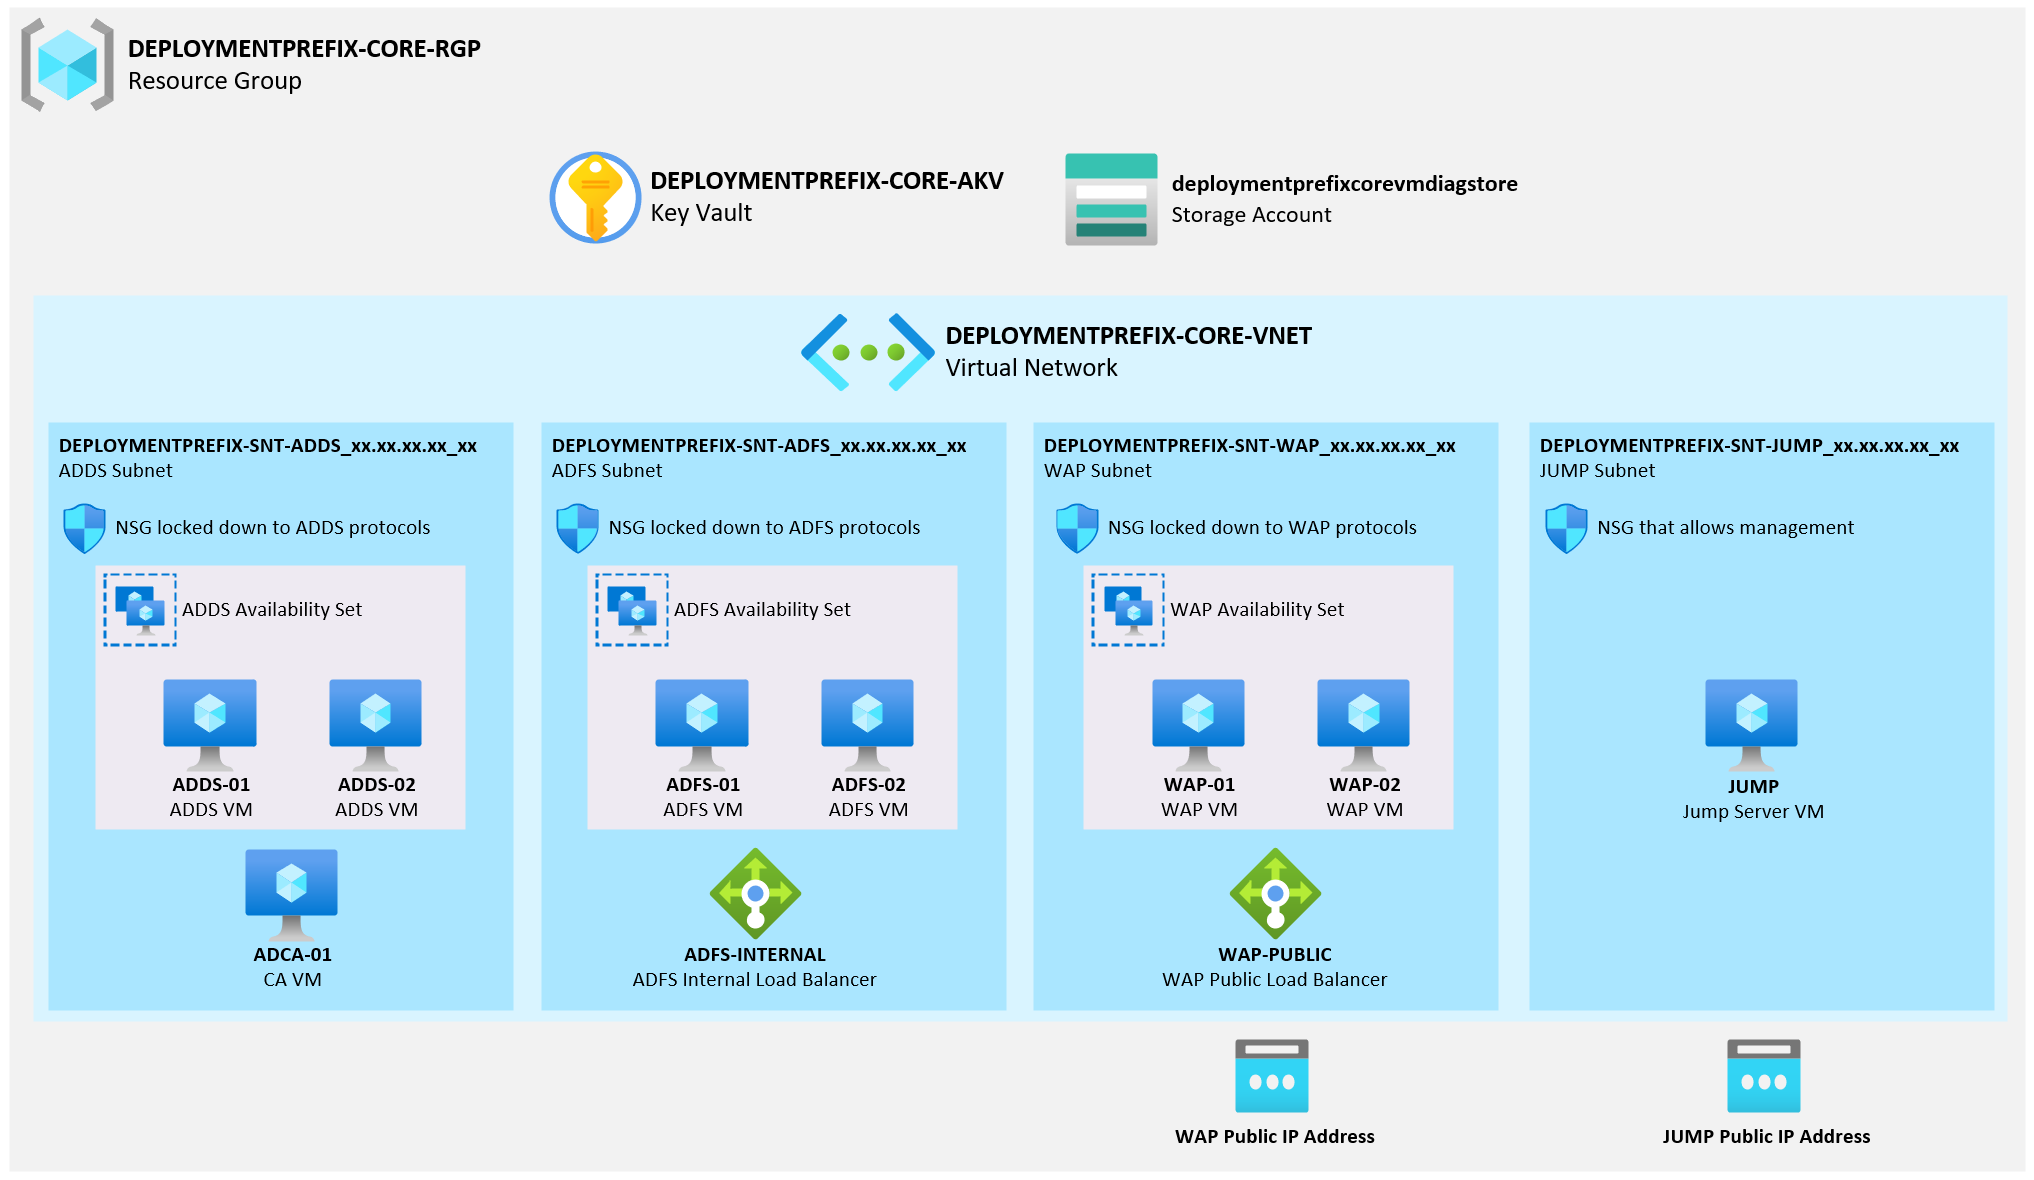 DEPLOYMENTPREFIX-CORE-RGP
Resource Group
DEPLOYMENTPREFIX-CORE-AKV
Key Vault
deploymentprefixcorevmdiagstore
Storage Account
DEPLOYMENTPREFIX-CORE-VNET
Virtual Network
DEPLOYMENTPREFIX-SNT-ADDS_xx.xx.xx.xx_xx
ADDS Subnet
NSG locked down to ADDS protocols
ADDS Availability Set
ADDS-01
ADDS VM
ADDS-02
ADDS VM
ADCA-01
CA VM
DEPLOYMENTPREFIX-SNT-ADFS_xx.xx.xx.xx_xx
ADFS Subnet
NSG locked down to ADFS protocols
ADFS Availability Set
ADFS-01
ADFS VM
ADFS-02
ADFS VM
ADFS-INTERNAL
ADFS Internal Load Balancer
DEPLOYMENTPREFIX-SNT-WAP_xx.xx.xx.xx_xx
WAP Subnet
NSG locked down to WAP protocols
WAP Availability Set
WAP-01
WAP VM
WAP-02
WAP VM
WAP-PUBLIC
WAP Public Load Balancer
DEPLOYMENTPREFIX-SNT-JUMP_xx.xx.xx.xx_xx
JUMP Subnet
NSG that allows management
JUMP
Jump Server VM
WAP Public IP Address
JUMP Public IP Address